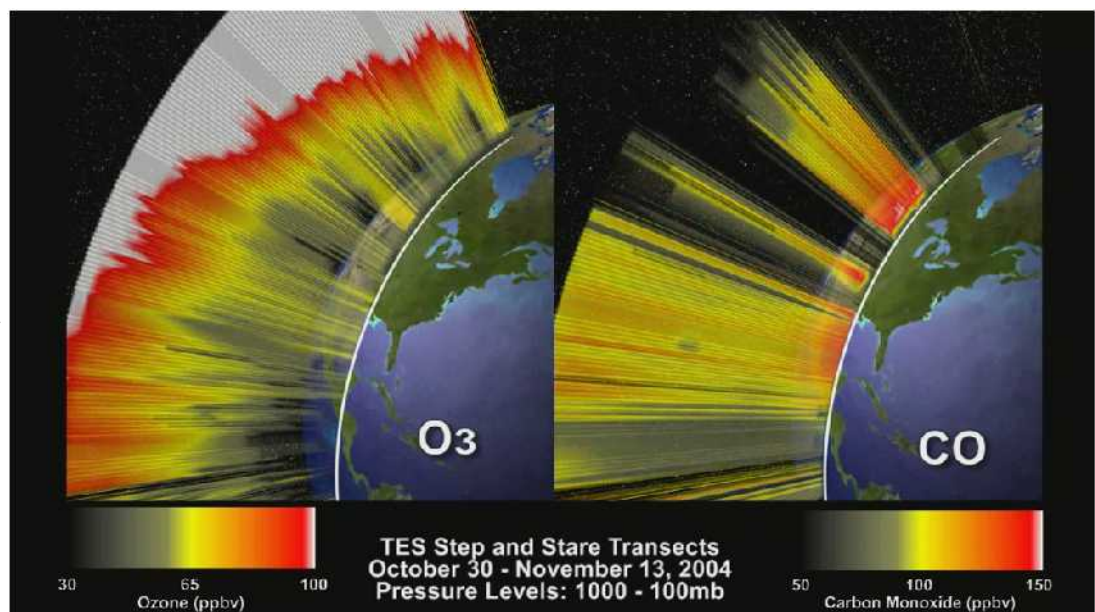 O3
CO
30 65 100
Ozone (ppbv)
TES Step and Stare Transects
October 30 - November 13, 2004
Pressure Levels: 1000 - 100mb
50 100 150
Carbon Monoxide (ppbv)